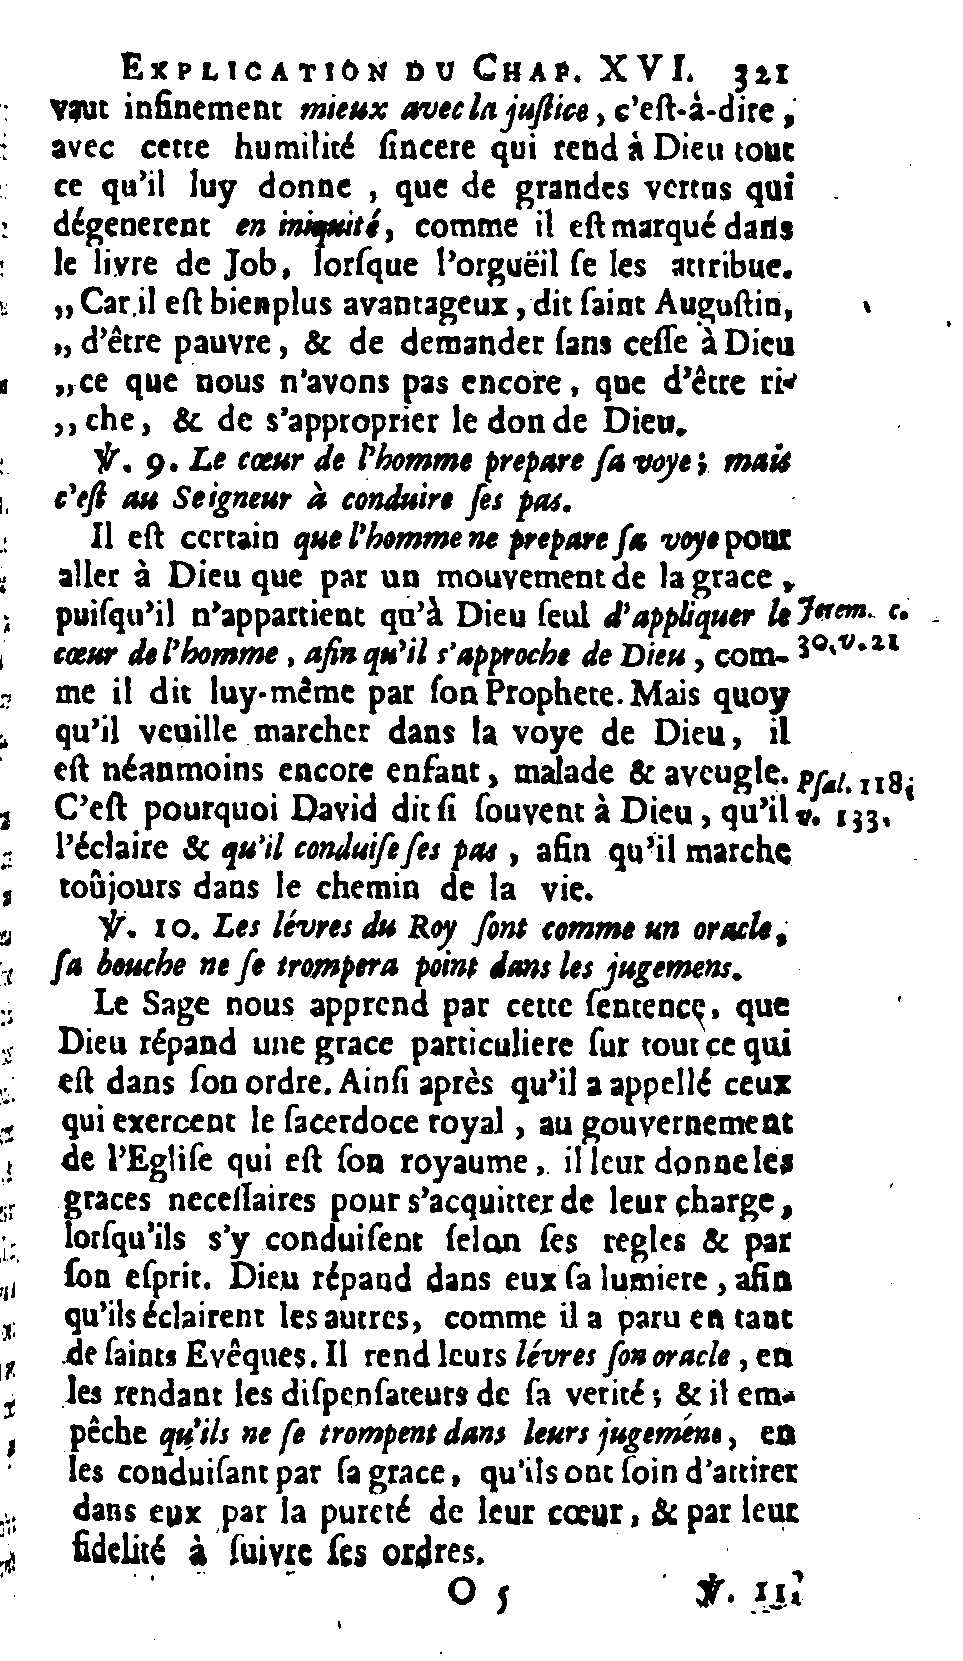 EXPLICATION DU CHAP. XVI. 321
vaut infinement mieux avec la juſtice, c'eſt-à-dire,
avec cette humilité ſincere qui rend à Dieu tout
ce qu'il luy donne, que de grandes vertus qui
dégenerent en iniquité, comme il eſt marqué dans
le livre de Job, lorſque l'orguëil ſe les attribue.
„Car il eſt bien plus avantageux, dit ſaint Auguſtin,
„ d'être pauvre, & de demander ſans ceſſe à Dieu
„ce que nous n'avons pas encore, que d'être ri-
„che, & de s'approprier le don de Dieu.
℣. 9. Le cœur de l'homme prepare ſa voye; mais
c'eſt au Seigneur à conduire ſes pas.
Il eſt certain que l'homme ne prepare ſa voye pour
aller à Dieu que par un mouvement de la grace,
puiſqu'il n'appartient qu'à Dieu ſeul d'appliquer le Jerem. c.
cœur de l'homme, afin qu'il s'approche de Dieu, com- 30.v.21
me il dit luy-même par ſon Prophete. Mais quoy
qu'il veuille marcher dans la voye de Dieu, il
eſt néanmoins encore enfant, malade & aveugle. Pſal. 118.
C'eſt pourquoi David dit ſi ſouvent à Dieu, qu'il v. 133.
l'éclaire & qu'il conduiſe ſes pas, afin qu'il marche
toûjours dans le chemin de la vie.
℣. 10. Les lévres du Roy ſont comme un oracle,
ſa bouche ne ſe trompera point dans les jugemens.
Le Sage nous apprend par cette ſentence, que
Dieu répand une grace particuliere ſur tout ce qui
eſt dans ſon ordre. Ainſi après qu'il a appellé ceux
qui exercent le ſacerdoce royal, au gouvernement
de l'Egliſe qui eſt ſon royaume, il leur donne les
graces neceſſaires pour s'acquitter de leur charge,
lorſqu'ils s'y conduiſent ſelon ſes regles & par
ſon eſprit. Dieu répand dans eux ſa lumiere, afin
qu'ils éclairent les autres, comme il a paru en tant
de ſaints Evêques. Il rend leurs lévres ſon oracle, en
les rendant les diſpenſateurs de ſa verité; & il em-
pêche qu'ils ne ſe trompent dans leurs jugemens, en
les conduiſant par ſa grace, qu'ils ont ſoin d'attirer
dans eux par la pureté de leur cœur, & par leur
fidelité à ſuivre ſes ordres.
O 5 ℣. 11.